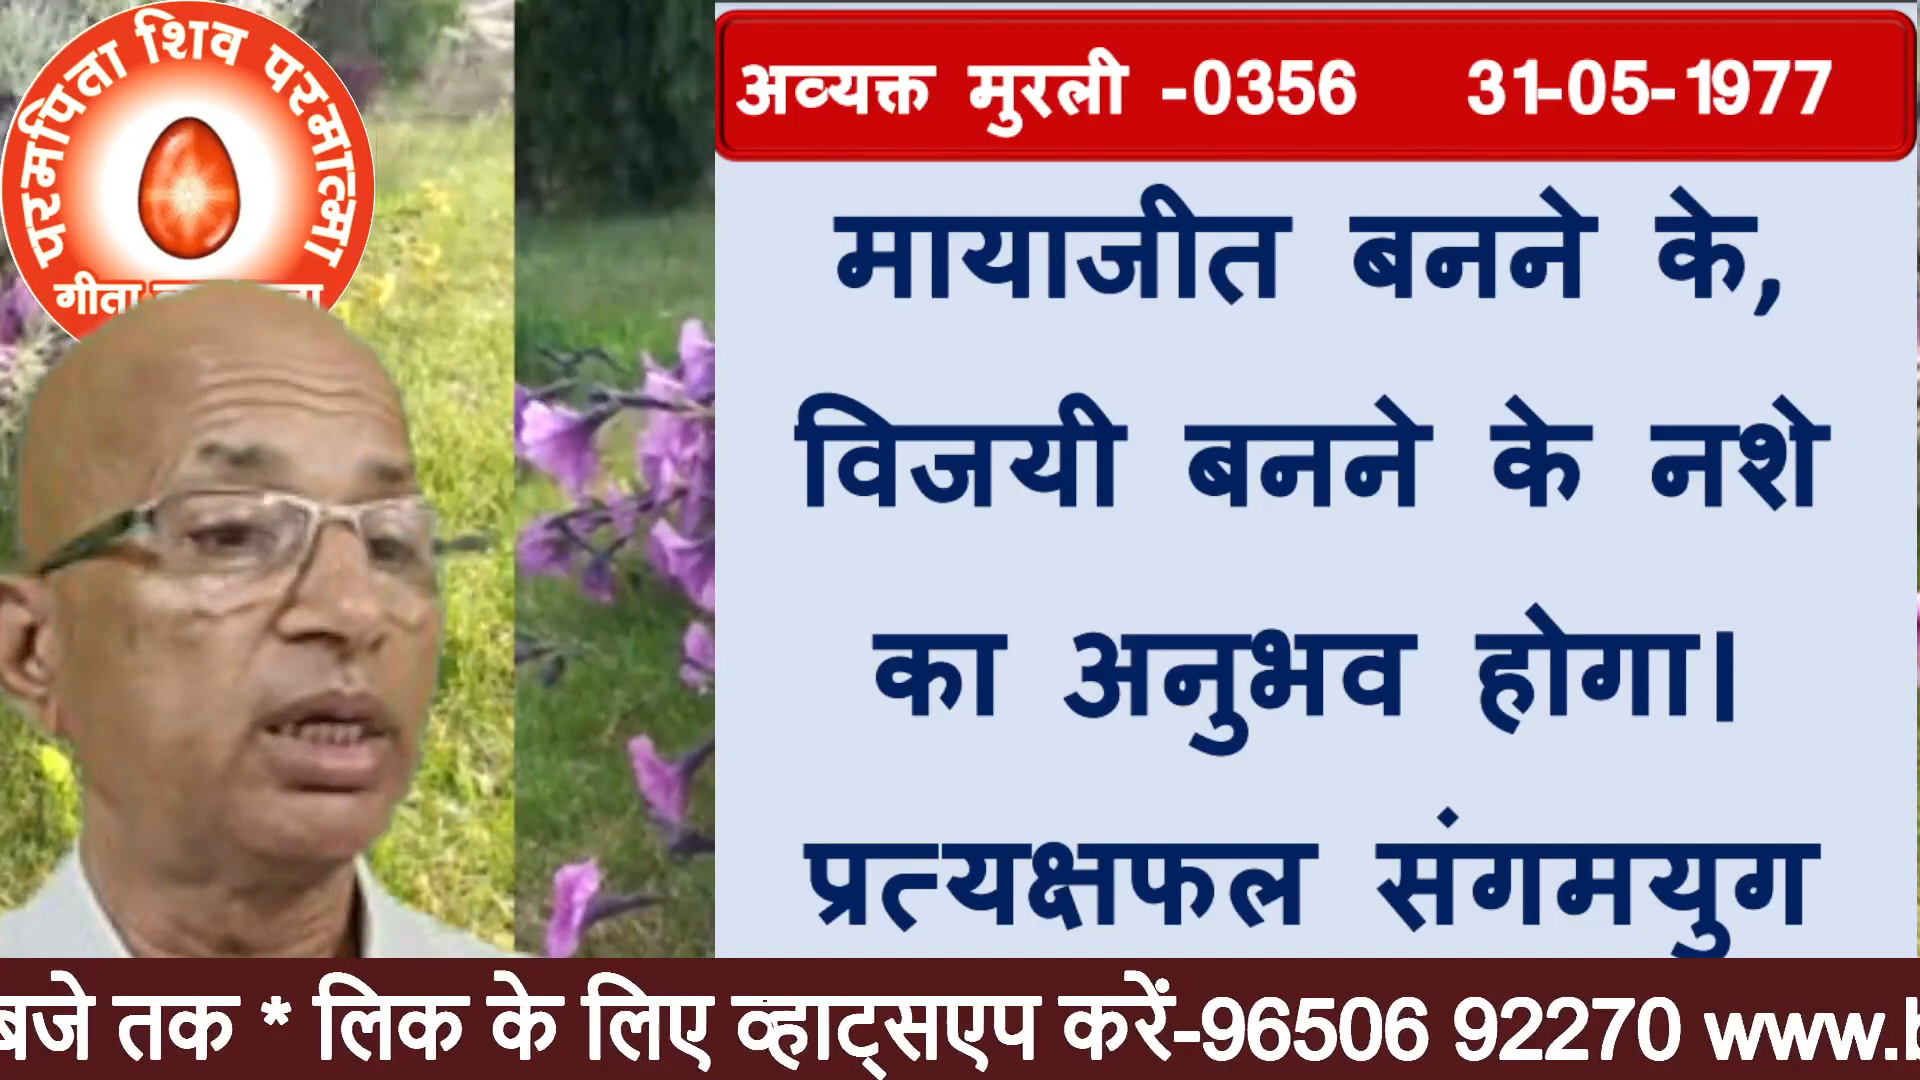 परमपिता शिव परमात्मा
गीता
अव्यक्त मुरली -0356 31-05-1977
मायाजीत बनने के,
विजयी बनने के नशे
का अनुभव होगा।
प्रत्यक्षफल संगमयुग
बजे तक * लिक के लिए व्हाट्सएप करें-96506 92270 www.b